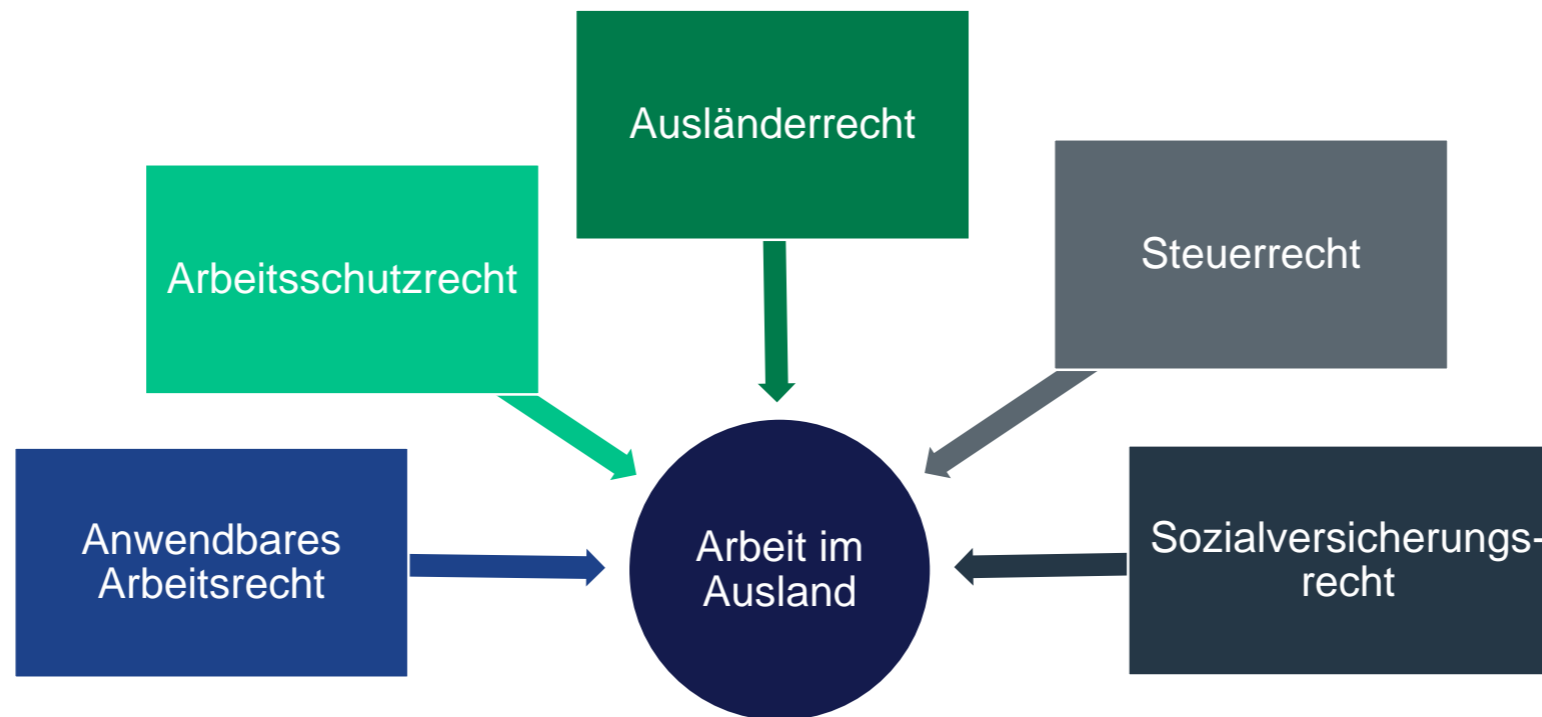 Ausländerrecht
Arbeitsschutzrecht
Steuerrecht
Anwendbares
Arbeitsrecht
Arbeit im
Ausland
Sozialversicherungs-
recht